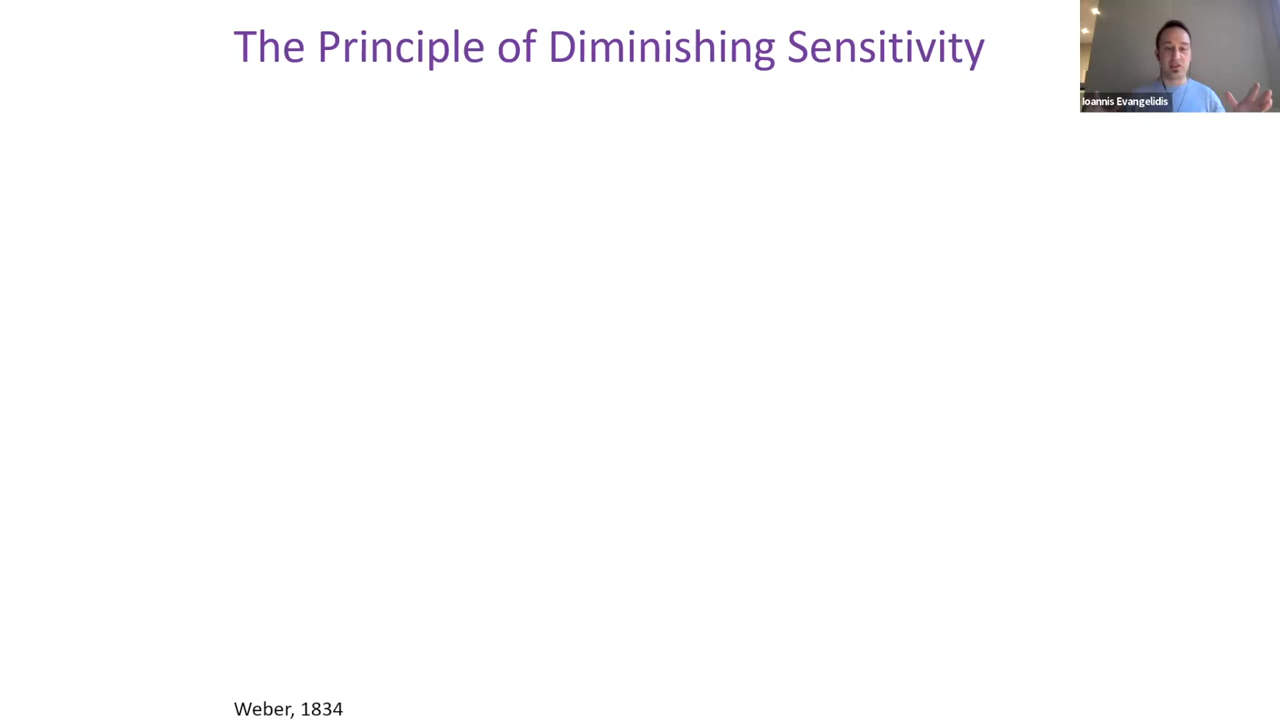 The Principle of Diminishing Sensitivity
Ioannis Evangelidis
Weber, 1834